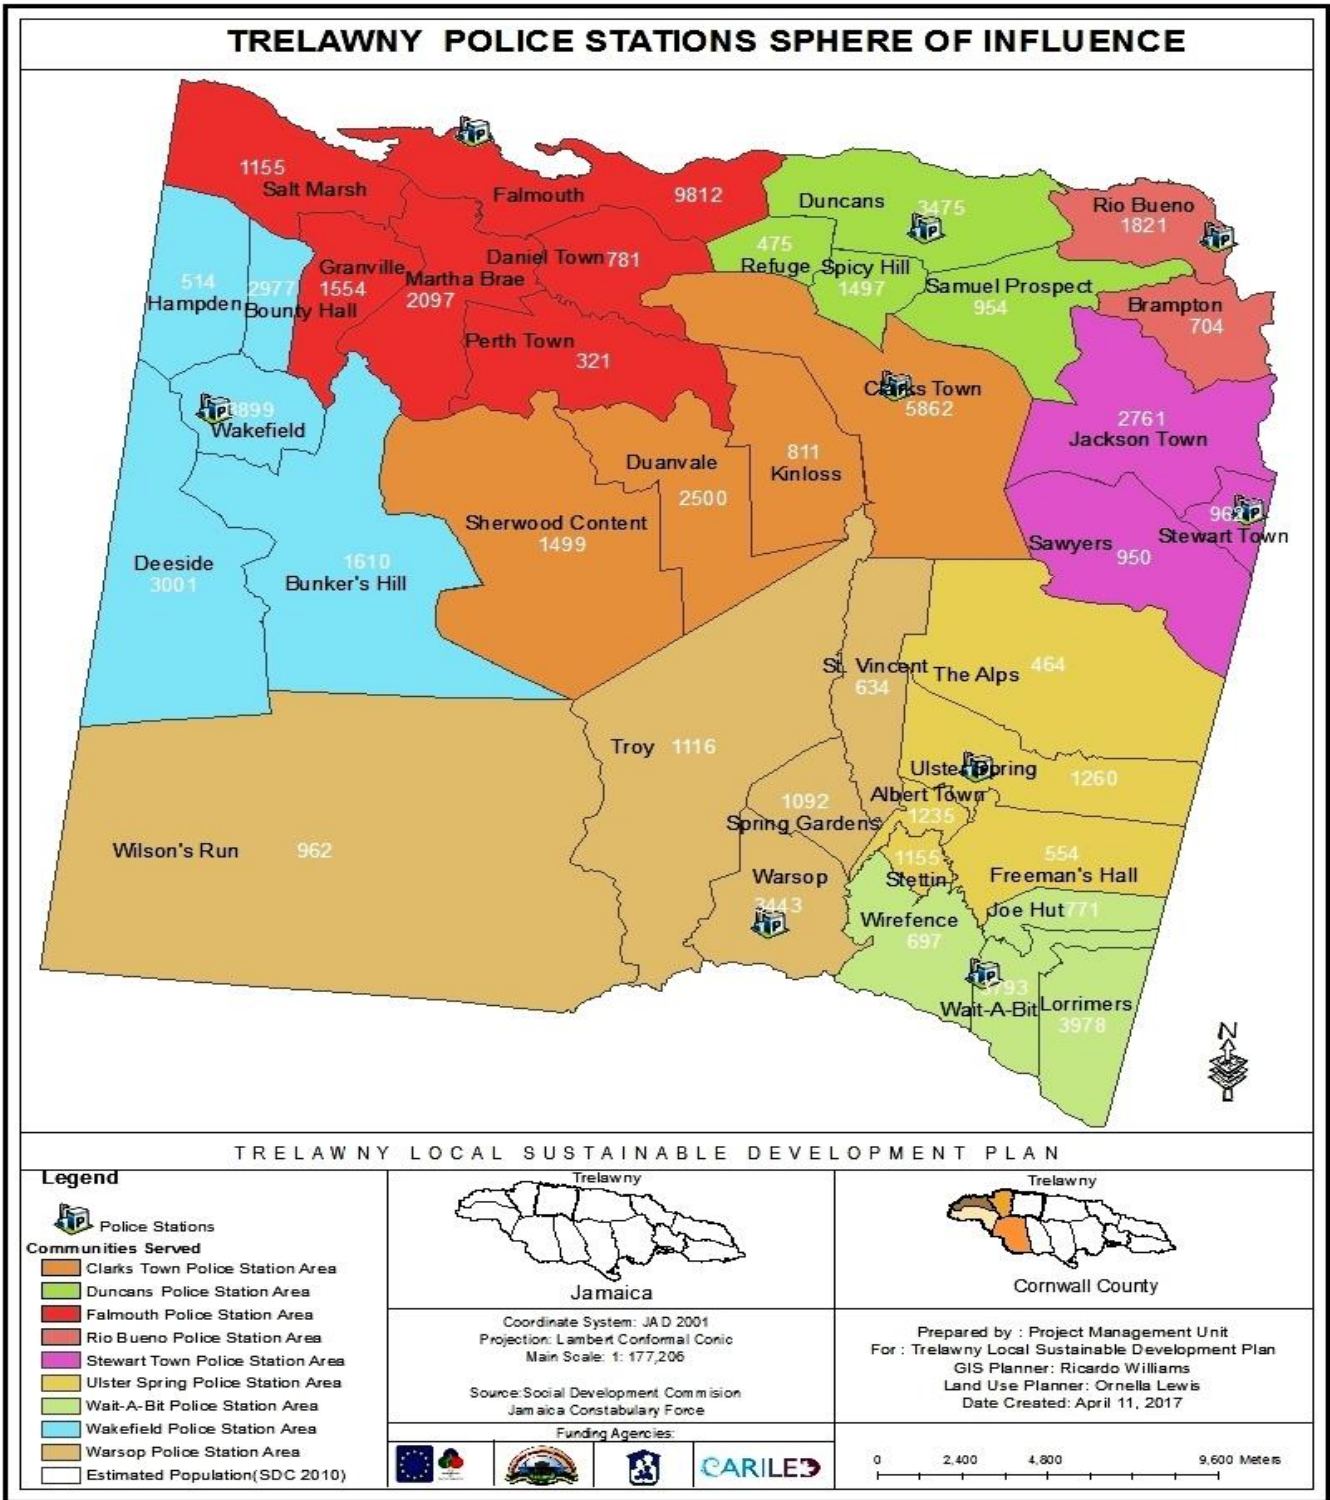 TRELAWNY POLICE STATIONS SPHERE OF INFLUENCE
1155
Salt Marsh
Falmouth
9812
Duncans
3475
Rio Bueno
1821
475
Refuge
Spicy Hill
1497
Daniel Town 781
Granville
1554
Martha Brae
2097
514
Hampden
2977
Bounty Hall
Samuel Prospect
954
Brampton
704
Perth Town
321
Clarks Town
5862
3899
Wakefield
2761
Jackson Town
Duanvale
2500
811
Kinloss
Sherwood Content
1499
962
Stewart Town
Sawyers
950
Deeside
3001
1610
Bunker's Hill
St. Vincent
634
The Alps
464
Troy 1116
Ulster Spring
1260
Albert Town
1235
1092
Spring Gardens
Wilson's Run 962
1155
Stettin
554
Freeman's Hall
Warsop
3443
Wirefence
697
Joe Hut 771
Wait-A-Bit
Lorrimers
3978
N
TRELAWNY LOCAL SUSTAINABLE DEVELOPMENT PLAN
Legend
Police Stations
Communities Served
Clarks Town Police Station Area
Duncans Police Station Area
Falmouth Police Station Area
Rio Bueno Police Station Area
Stewart Town Police Station Area
Ulster Spring Police Station Area
Wait-A-Bit Police Station Area
Wakefield Police Station Area
Warsop Police Station Area
Estimated Population(SDC 2010)
Trelawny
Jamaica
Coordinate System: JAD 2001
Projection: Lambert Conformal Conic
Main Scale: 1: 177,206
Source:Social Development Commision
Jamaica Constabulary Force
Funding Agencies:
CARILED
Trelawny
Cornwall County
Prepared by : Project Management Unit
For : Trelawny Local Sustainable Development Plan
GIS Planner: Ricardo Williams
Land Use Planner: Ornella Lewis
Date Created: April 11, 2017
0 2,400 4,800 9,600 Meters